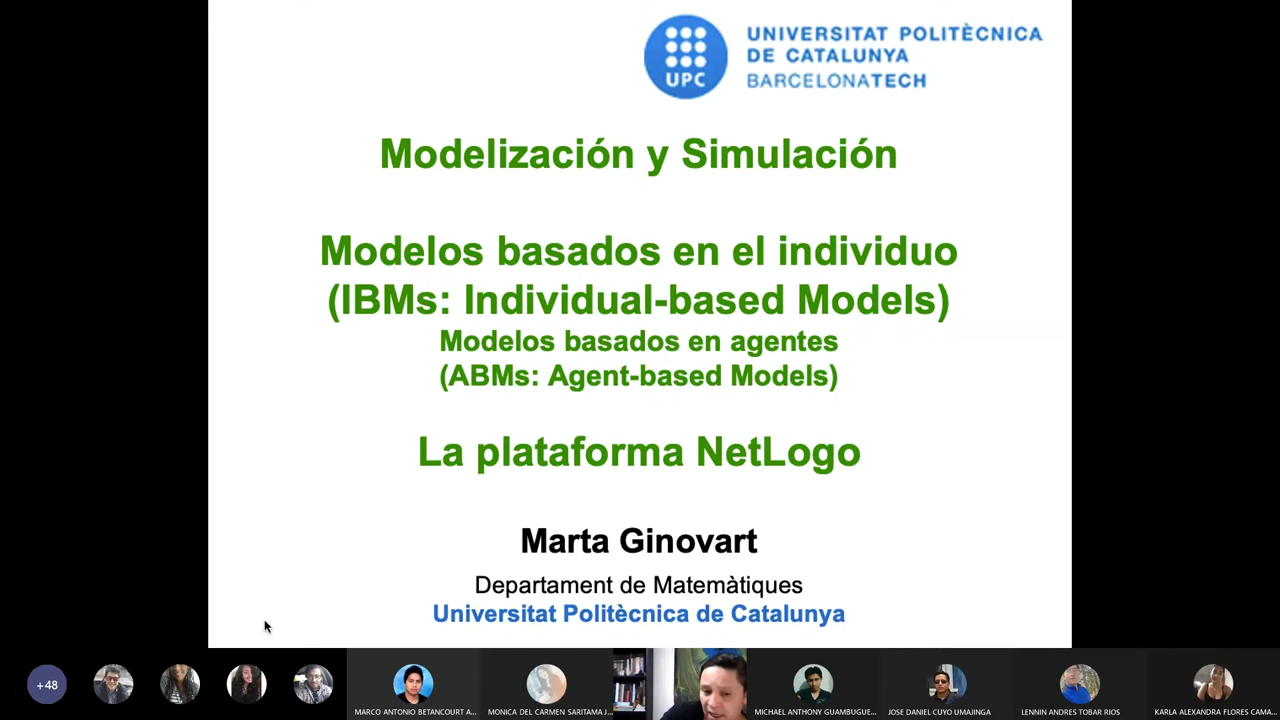 UPC
UNIVERSITAT POLITÈCNICA
DE CATALUNYA
BARCELONATECH
Modelización y Simulación
Modelos basados en el individuo
(IBMs: Individual-based Models)
Modelos basados en agentes
(ABMs: Agent-based Models)
La plataforma NetLogo
Marta Ginovart
Departament de Matemàtiques
Universitat Politècnica de Catalunya
+48
MARCO ANTONIO BETANCOURT A...
MONICA DEL CARMEN SARITAMA J...
MICHAEL ANTHONY GUAMBUGUE...
JOSE DANIEL CUYO UMAJINGA
LENNIN ANDRES TOBAR RIOS
KARLA ALEXANDRA FLORES CAMA...